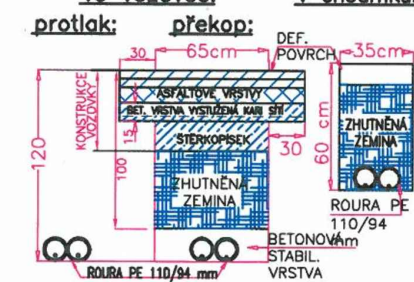 protlak:
překop:
DEF.
POVRCH
30
65cm
35cm
ASFALTOVÉ VRSTVY
BET. VRSTVA VYSTUŽENÁ KARI SÍTÍ
KONSTRUKCE
VOZOVKY
15
ŠTĚRKOPÍSEK
30
120
100
60 cm
ZHUTNĚNÁ
ZEMINA
ZHUTNĚNÁ
ZEMINA
ROURA PE
110/94 mm
BETONOVÁ
STABIL.
VRSTVA
ROURA PE 110/94 mm